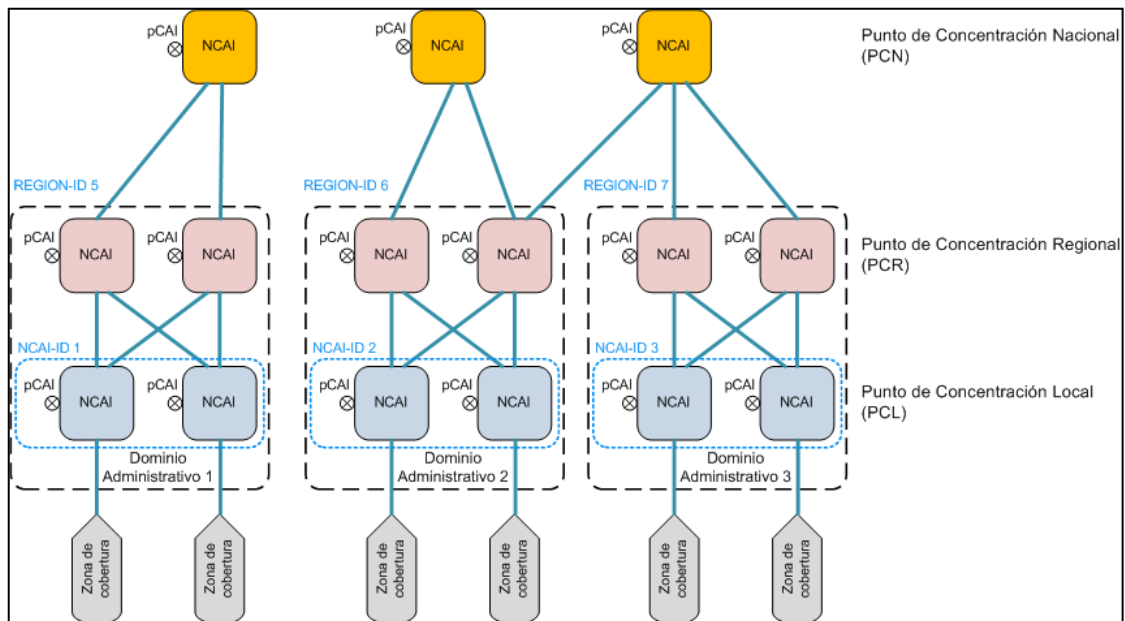 pCAI
NCAI
pCAI
NCAI
pCAI
NCAI
Punto de Concentración Nacional
(PCN)
REGION-ID 5
REGION-ID 6
REGION-ID 7
pCAI
NCAI
pCAI
NCAI
pCAI
NCAI
pCAI
NCAI
pCAI
NCAI
pCAI
NCAI
Punto de Concentración Regional
(PCR)
NCAI-ID 1
NCAI-ID 2
NCAI-ID 3
pCAI
NCAI
pCAI
NCAI
pCAI
NCAI
pCAI
NCAI
pCAI
NCAI
pCAI
NCAI
Punto de Concentración Local
(PCL)
Dominio
Administrativo 1
Dominio
Administrativo 2
Dominio
Administrativo 3
Zona de
cobertura
Zona de
cobertura
Zona de
cobertura
Zona de
cobertura
Zona de
cobertura
Zona de
cobertura